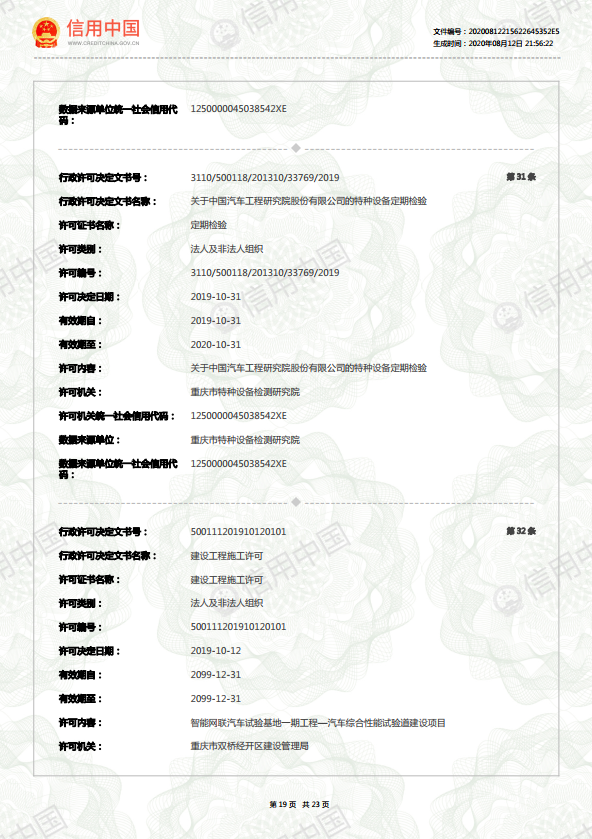 信用中国
WWW.CREDITCHINA.GOV.CN
文件编号：20200812215622645352E5
生成时间：2020年08月12日 21:56:22
数据来源单位统一社会信用代 1250000045038542XE
码：
行政许可决定文书号： 3110/500118/201310/33769/2019 第 31 条
行政许可决定文书名称： 关于中国汽车工程研究院股份有限公司的特种设备定期检验
许可证书名称： 定期检验
许可类别： 法人及非法人组织
许可编号： 3110/500118/201310/33769/2019
许可决定日期： 2019-10-31
有效期自： 2019-10-31
有效期至： 2020-10-31
许可内容： 关于中国汽车工程研究院股份有限公司的特种设备定期检验
许可机关： 重庆市特种设备检测研究院
许可机关统一社会信用代码： 1250000045038542XE
数据来源单位： 重庆市特种设备检测研究院
数据来源单位统一社会信用代 1250000045038542XE
码：
行政许可决定文书号： 500111201910120101 第 32 条
行政许可决定文书名称： 建设工程施工许可
许可证书名称： 建设工程施工许可
许可类别： 法人及非法人组织
许可编号： 500111201910120101
许可决定日期： 2019-10-12
有效期自： 2099-12-31
有效期至： 2099-12-31
许可内容： 智能网联汽车试验基地一期工程—汽车综合性能试验道建设项目
许可机关： 重庆市双桥经开区建设管理局
第 19 页 共 23 页